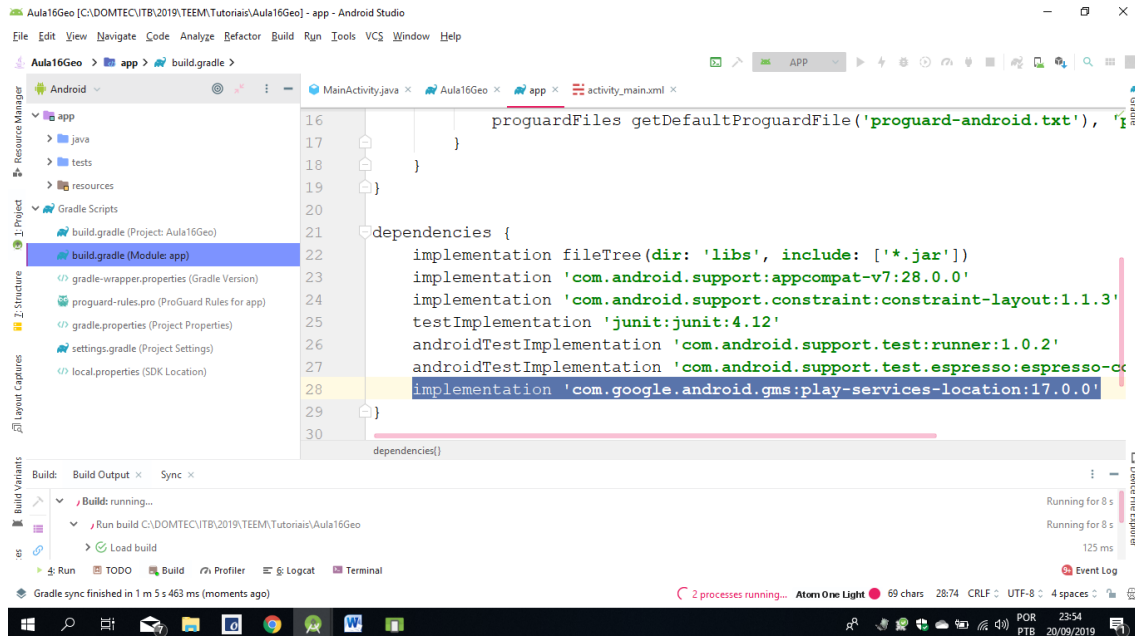 Aula16Geo [C:\DOMTEC\ITB\2019\TEEM\Tutoriais\Aula16Geo] - app - Android Studio
File Edit View Navigate Code Analyze Refactor Build Run Tools VCS Window Help
Aula16Geo app build.gradle
APP
Android
MainActivity.java Aula16Geo app activity_main.xml
Resource Manager
1: Project
Z: Structure
Layout Captures
Build Variants
app
java
tests
resources
Gradle Scripts
build.gradle (Project: Aula16Geo)
build.gradle (Module: app)
gradle-wrapper.properties (Gradle Version)
proguard-rules.pro (ProGuard Rules for app)
gradle.properties (Project Properties)
settings.gradle (Project Settings)
local.properties (SDK Location)
16 proguardFiles getDefaultProguardFile('proguard-android.txt'), 'p
17 }
18 }
19 }
20
21 dependencies {
22 implementation fileTree(dir: 'libs', include: ['*.jar'])
23 implementation 'com.android.support:appcompat-v7:28.0.0'
24 implementation 'com.android.support.constraint:constraint-layout:1.1.3'
25 testImplementation 'junit:junit:4.12'
26 androidTestImplementation 'com.android.support.test:runner:1.0.2'
27 androidTestImplementation 'com.android.support.test.espresso:espresso-co
28 implementation 'com.google.android.gms:play-services-location:17.0.0'
29 }
30
dependencies{}
Gradle
Device File Explorer
Build: Build Output Sync
Build: running... Running for 8 s
Run build C:\DOMTEC\ITB\2019\TEEM\Tutoriais\Aula16Geo Running for 8 s
Load build 125 ms
4: Run TODO Build Profiler 6: Logcat Terminal 9+ Event Log
Gradle sync finished in 1 m 5 s 463 ms (moments ago) 2 processes running... Atom One Light 69 chars 28:74 CRLF UTF-8 4 spaces
7 W POR 23:54
PTB 20/09/2019 1